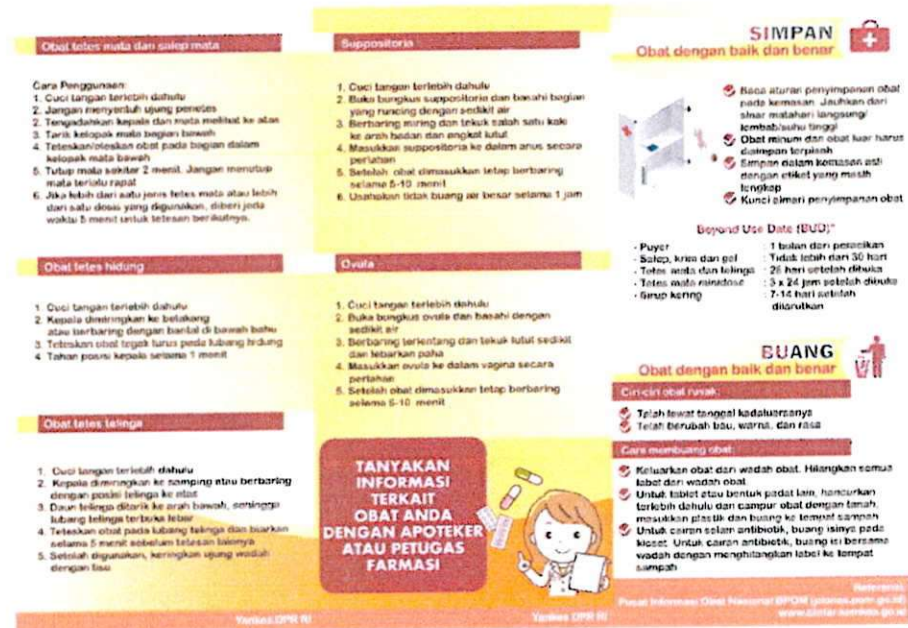 Obat tetes mata dan salep mata
Cara Penggunaan:
1. Cuci tangan terlebih dahulu
2. Jangan menyentuh ujung penetes
3. Tengadahkan kepala dan mata melihat ke atas
3. Tarik kelopak mata bagian bawah
4. Teteskan/oleskan obat pada bagian dalam
kelopak mata bawah
5. Tutup mata sekitar 2 menit. Jangan menutup
mata terlalu rapat
6. Jika lebih dari satu jenis tetes mata atau lebih
dari satu dosis yang digunakan, diberi jeda
waktu 5 menit untuk tetesan berikutnya.
Obat tetes hidung
1. Cuci tangan terlebih dahulu
2. Kepala dimiringkan ke belakang
atau berbaring dengan bantal di bawah bahu
3. Teteskan obat tegak lurus pada lubang hidung
4. Tahan posisi kepala selama 1 menit
Obat tetes telinga
1. Cuci tangan terlebih dahulu
2. Kepala dimiringkan ke samping atau berbaring
dengan posisi telinga ke atas
3. Daun telinga ditarik ke arah bawah, sehingga
lubang telinga terbuka lebar
4. Teteskan obat pada lubang telinga dan biarkan
selama 5 menit sebelum tetesan lainnya
5. Setelah digunakan, keringkan ujung wadah
dengan tisu
Yankes DPR RI
Suppositoria
1. Cuci tangan terlebih dahulu
2. Buka bungkus suppositoria dan basahi bagian
yang runcing dengan sedikit air
3. Berbaring miring dan tekuk salah satu kaki
ke arah badan dan angkat lutut
4. Masukkan suppositoria ke dalam anus secara
perlahan
5. Setelah obat dimasukkan tetap berbaring
selama 5-10 menit
6. Usahakan tidak buang air besar selama 1 jam
Ovula
1. Cuci tangan terlebih dahulu
2. Buka bungkus ovula dan basahi dengan
sedikit air
3. Berbaring terlentang dan tekuk lutut sedikit
dan lebarkan paha
4. Masukkan ovula ke dalam vagina secara
perlahan
5. Setelah obat dimasukkan tetap berbaring
selama 5-10 menit
TANYAKAN
INFORMASI
TERKAIT
OBAT ANDA
DENGAN APOTEKER
ATAU PETUGAS
FARMASI
Yankes DPR RI
SIMPAN
Obat dengan baik dan benar
Baca aturan penyimpanan obat
pada kemasan. Jauhkan dari
sinar matahari langsung/
lembab/suhu tinggi
Obat minum dan obat luar harus
disimpan terpisah
Simpan dalam kemasan asli
dengan etiket yang masih
lengkap
Kunci almari penyimpanan obat
Beyond Use Date (BUD)*
- Puyer : 1 bulan dari peracikan
- Salep, krim dan gel : Tidak lebih dari 30 hari
- Tetes mata dan telinga : 28 hari setelah dibuka
- Tetes mata minidose : 3 x 24 jam setelah dibuka
- Sirup kering : 7-14 hari setelah
dilarutkan
BUANG
Obat dengan baik dan benar
Ciri-ciri obat rusak:
Telah lewat tanggal kadaluarsanya
Telah berubah bau, warna, dan rasa
Cara membuang obat:
Keluarkan obat dari wadah obat. Hilangkan semua
label dari wadah obat.
Untuk tablet atau bentuk padat lain, hancurkan
terlebih dahulu dan campur obat dengan tanah,
masukkan plastik dan buang ke tempat sampah
Untuk cairan selain antibiotik, buang isinya pada
kloset. Untuk cairan antibiotik, buang isi bersama
wadah dengan menghilangkan label ke tempat
sampah
Referensi:
Pusat Informasi Obat Nasional BPOM (pionas.pom.go.id)